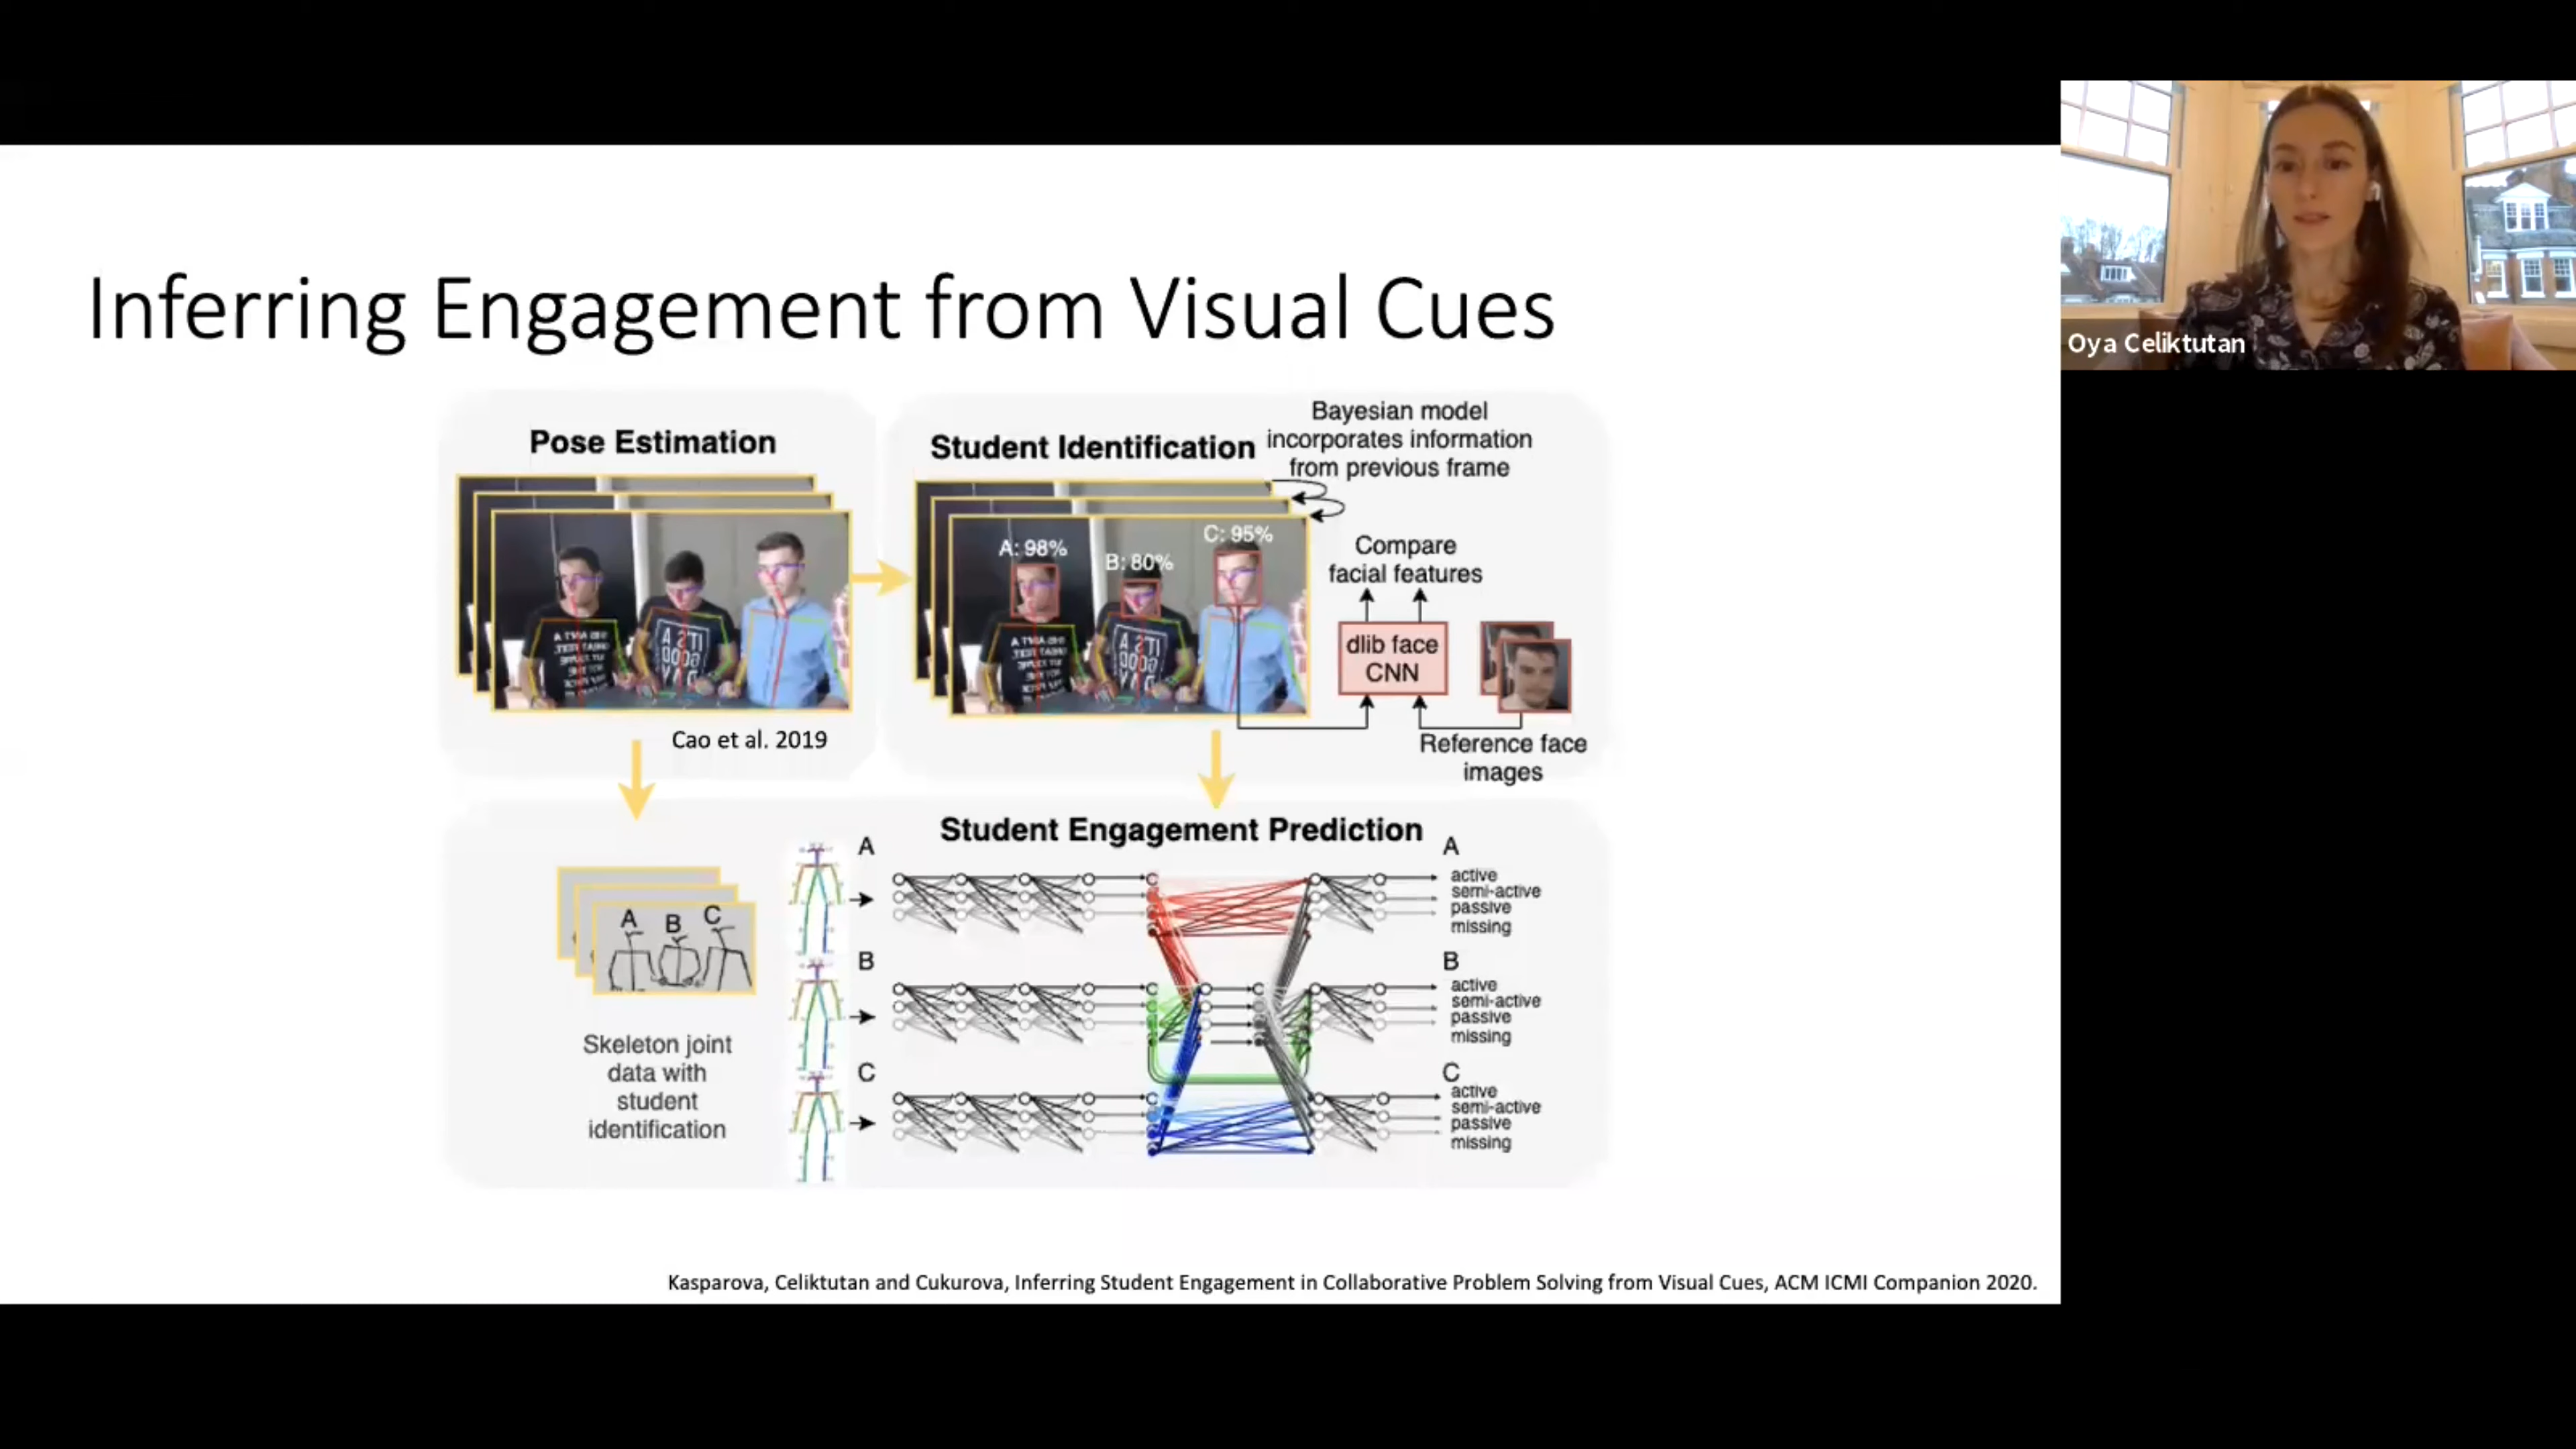 Inferring Engagement from Visual Cues
Oya Celiktutan
Pose Estimation
Cao et al. 2019
Student Identification
Bayesian model
incorporates information
from previous frame
A: 98%
B: 80%
C: 95%
Compare
facial features
dlib face
CNN
Reference face
images
Student Engagement Prediction
A B C
Skeleton joint
data with
student
identification
A
B
C
A
active
semi-active
passive
missing
B
active
semi-active
passive
missing
C
active
semi-active
passive
missing
Kasparova, Celiktutan and Cukurova, Inferring Student Engagement in Collaborative Problem Solving from Visual Cues, ACM ICMI Companion 2020.